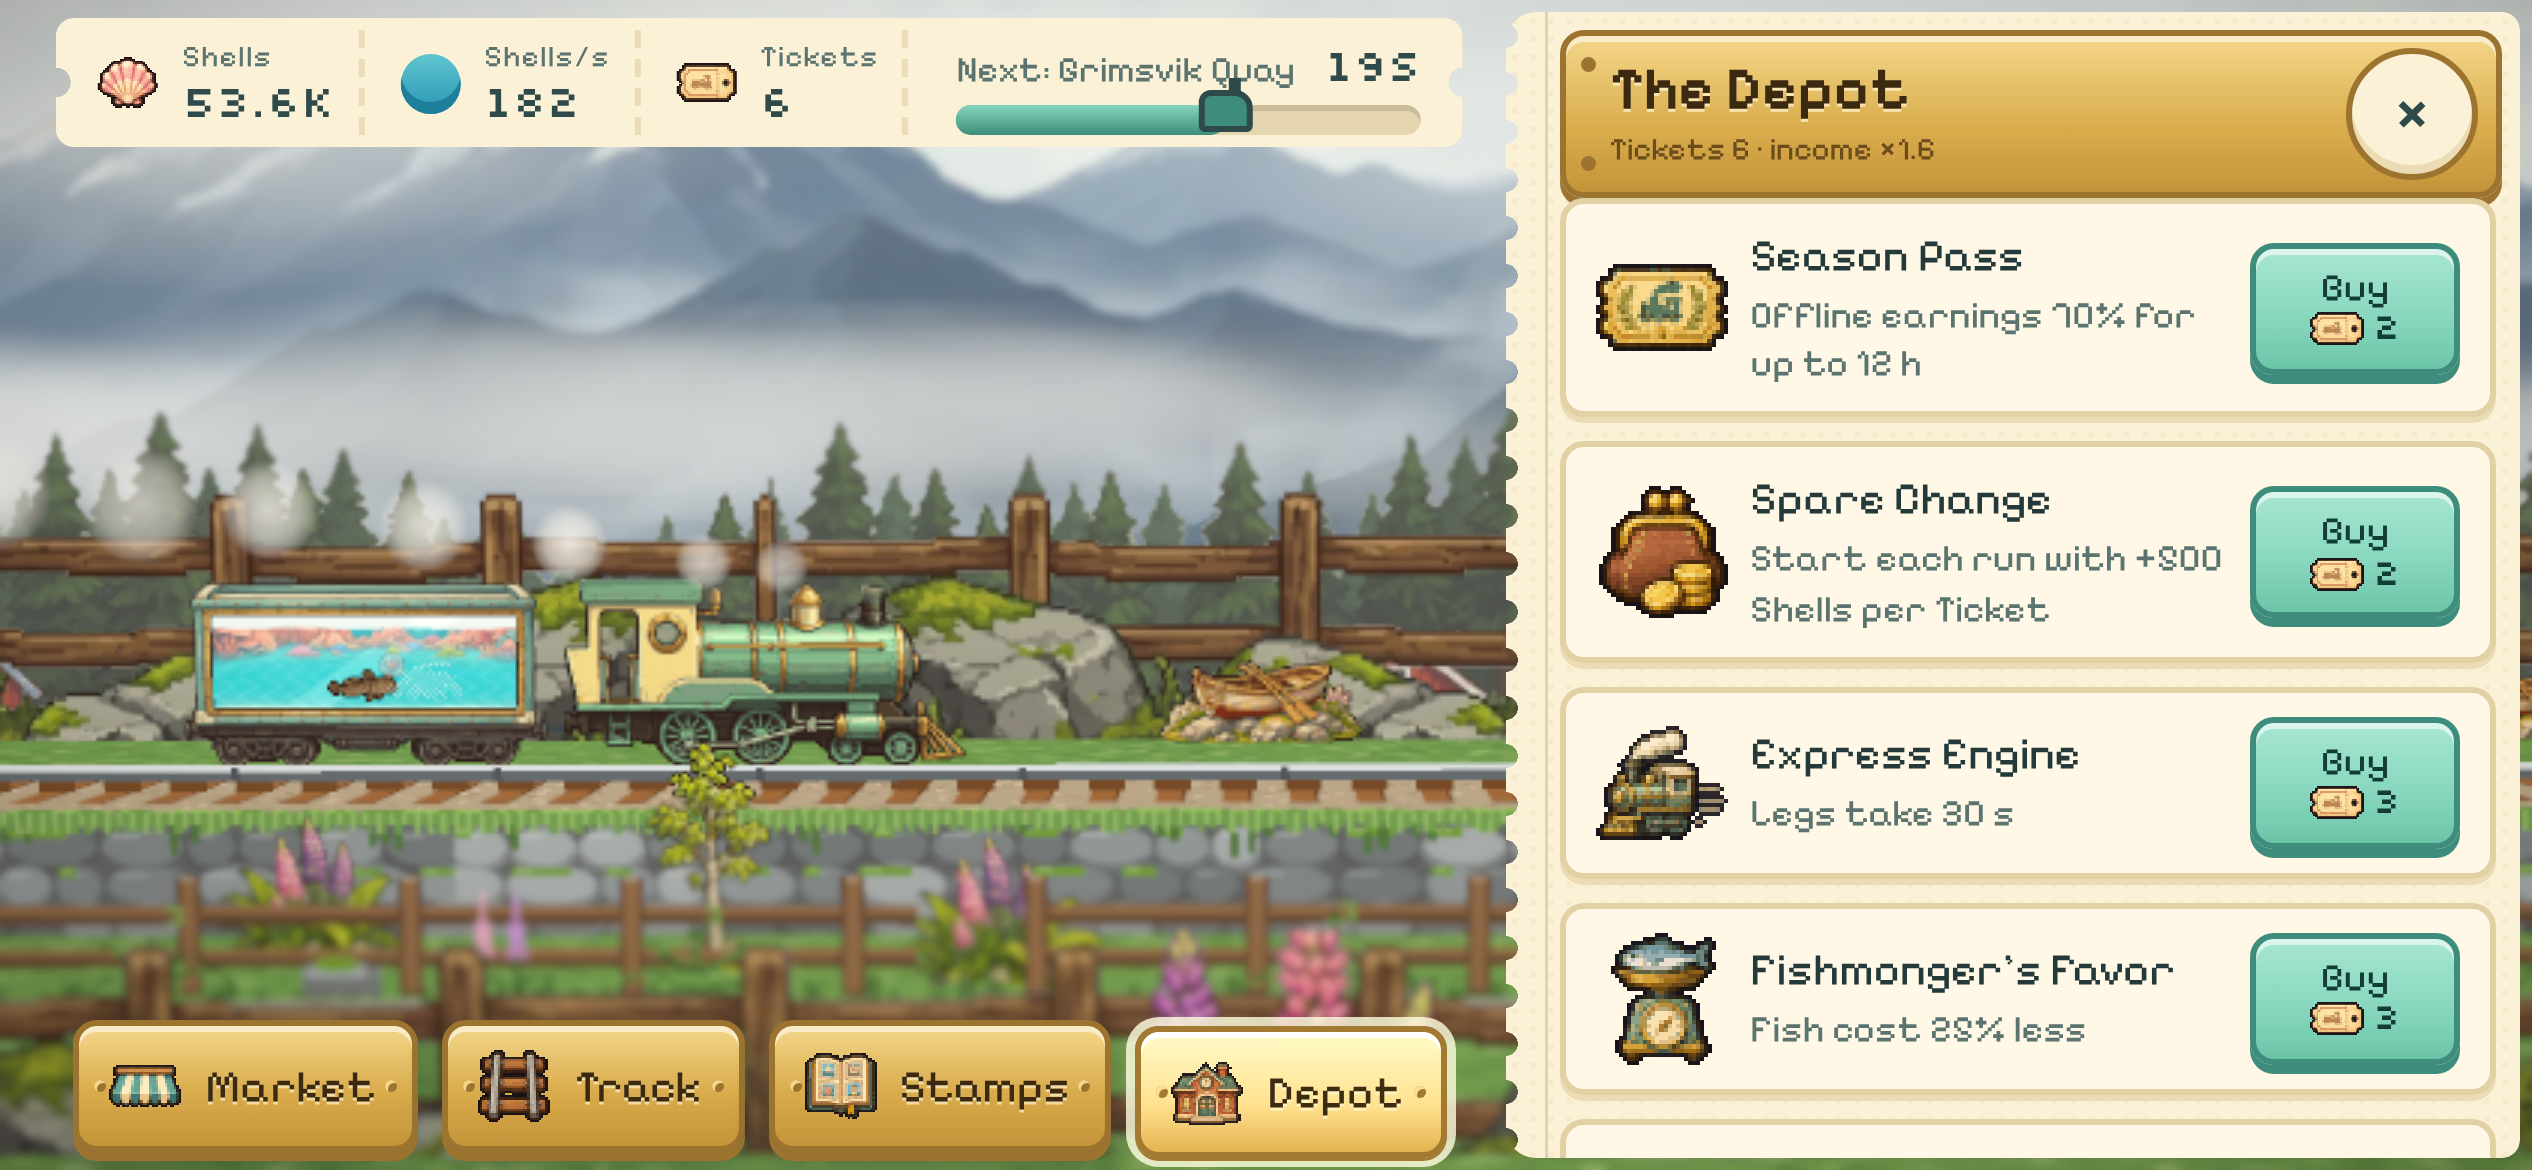 Shells
53.6K
Shells/s
182
Tickets
6
Next: Grimsvik Quay
19S
The Depot
Tickets 6 · income ×1.6
×
Season Pass
Offline earnings 70% for
up to 12 h
Buy
2
Spare Change
Start each run with +500
Shells per Ticket
Buy
2
Express Engine
Legs take 30 s
Buy
3
Fishmonger's Favor
Fish cost 25% less
Buy
3
Market
Track
Stamps
Depot